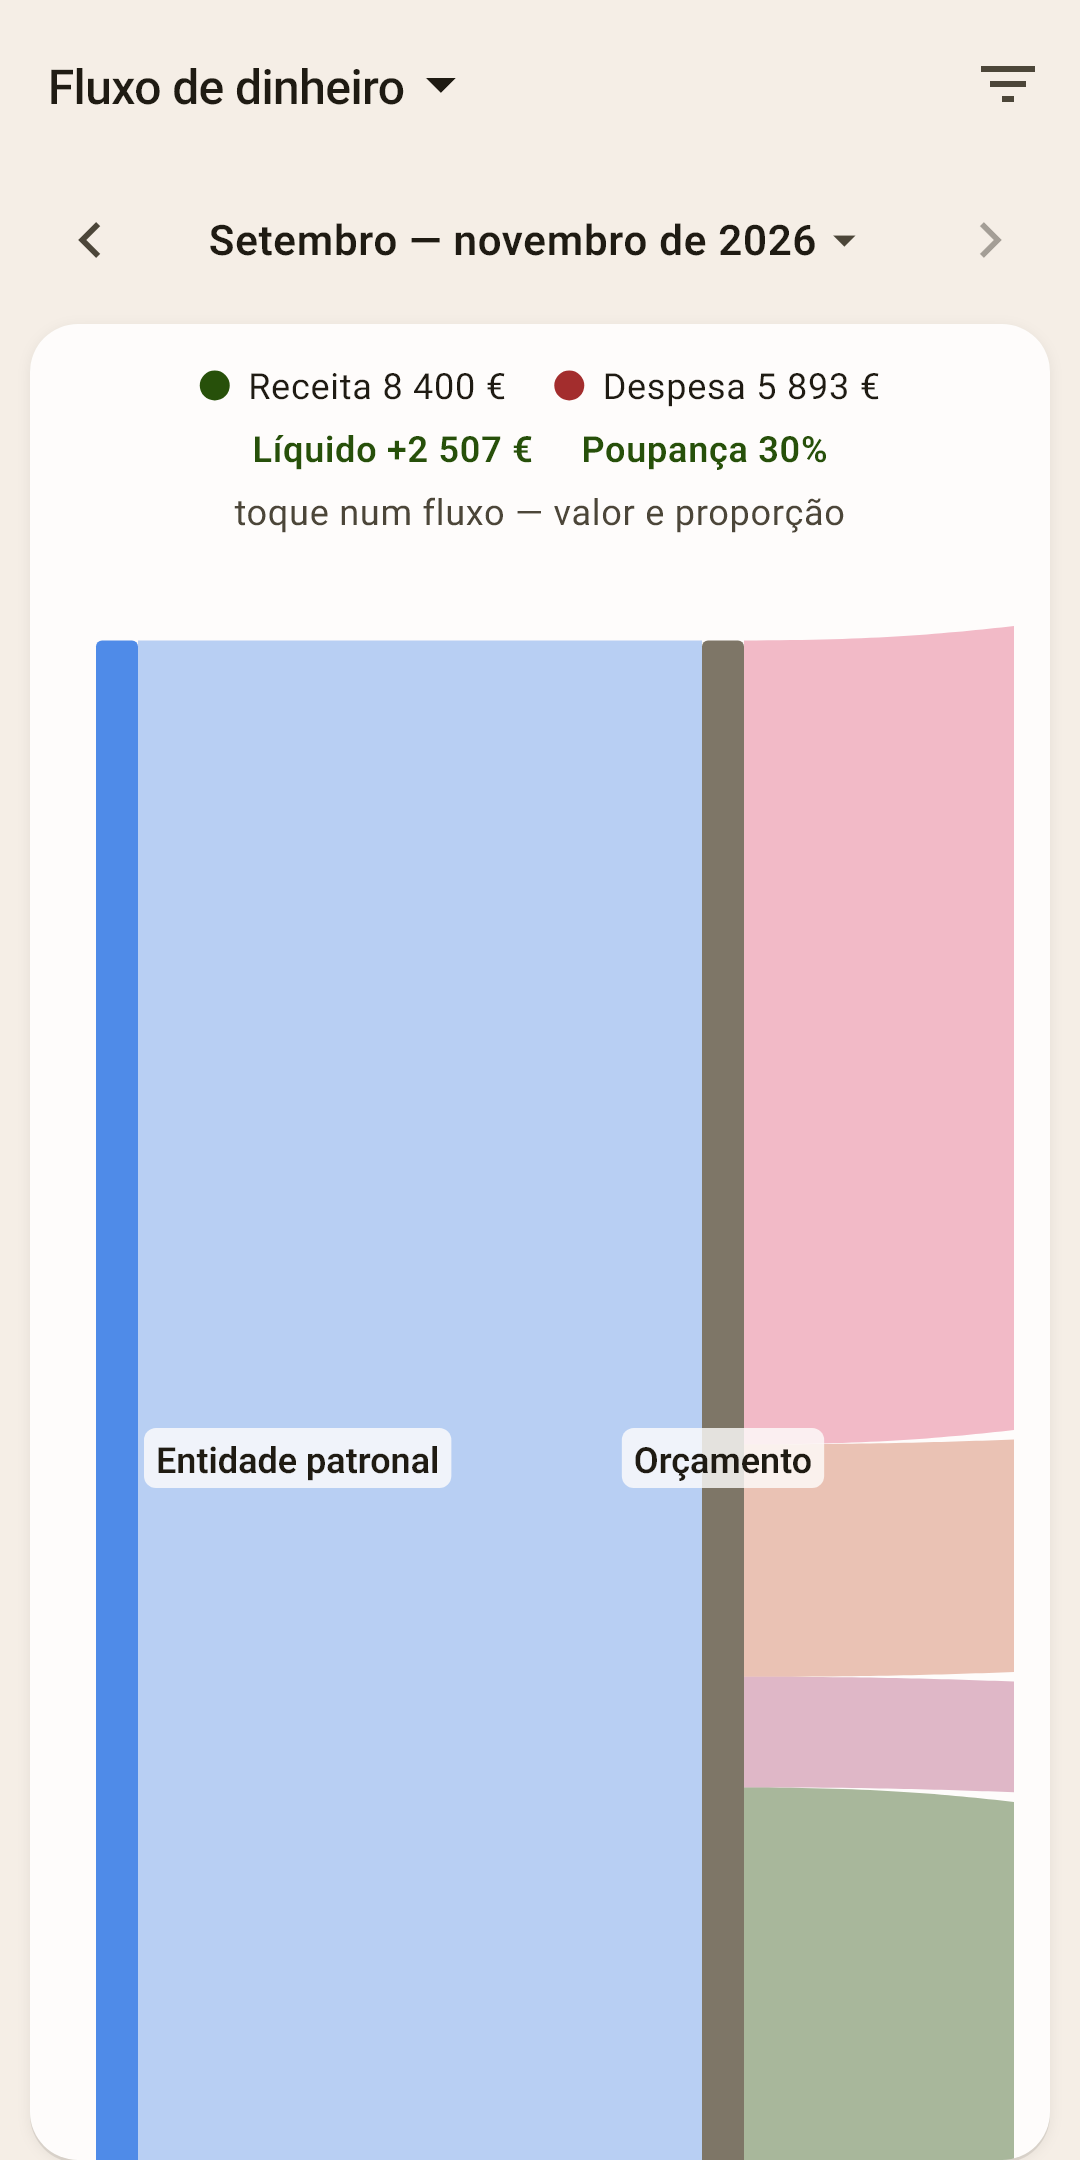 Fluxo de dinheiro
Setembro — novembro de 2026
Receita 8 400 € Despesa 5 893 €
Líquido +2 507 € Poupança 30%
toque num fluxo — valor e proporção
Entidade patronal Orçamento